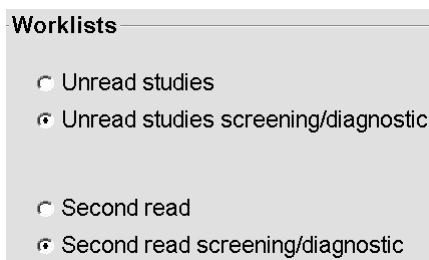 Worklists
Unread studies
Unread studies screening/diagnostic
Second read
Second read screening/diagnostic